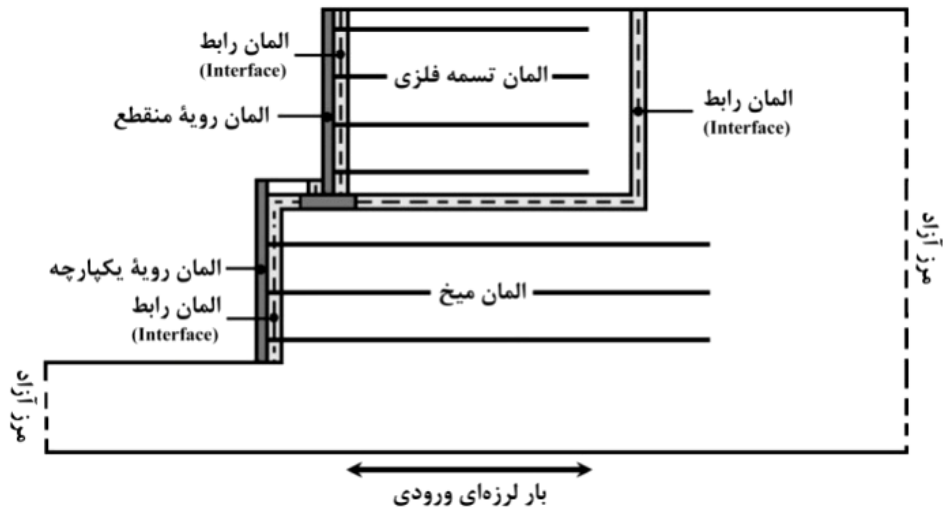 المان رابط
(Interface)
المان تسمه فلزی
المان رابط
(Interface)
المان رویهٔ منقطع
مرز آزاد
المان رویهٔ یکپارچه
المان میخ
المان رابط
(Interface)
مرز آزاد
بار لرزه‌ای ورودی